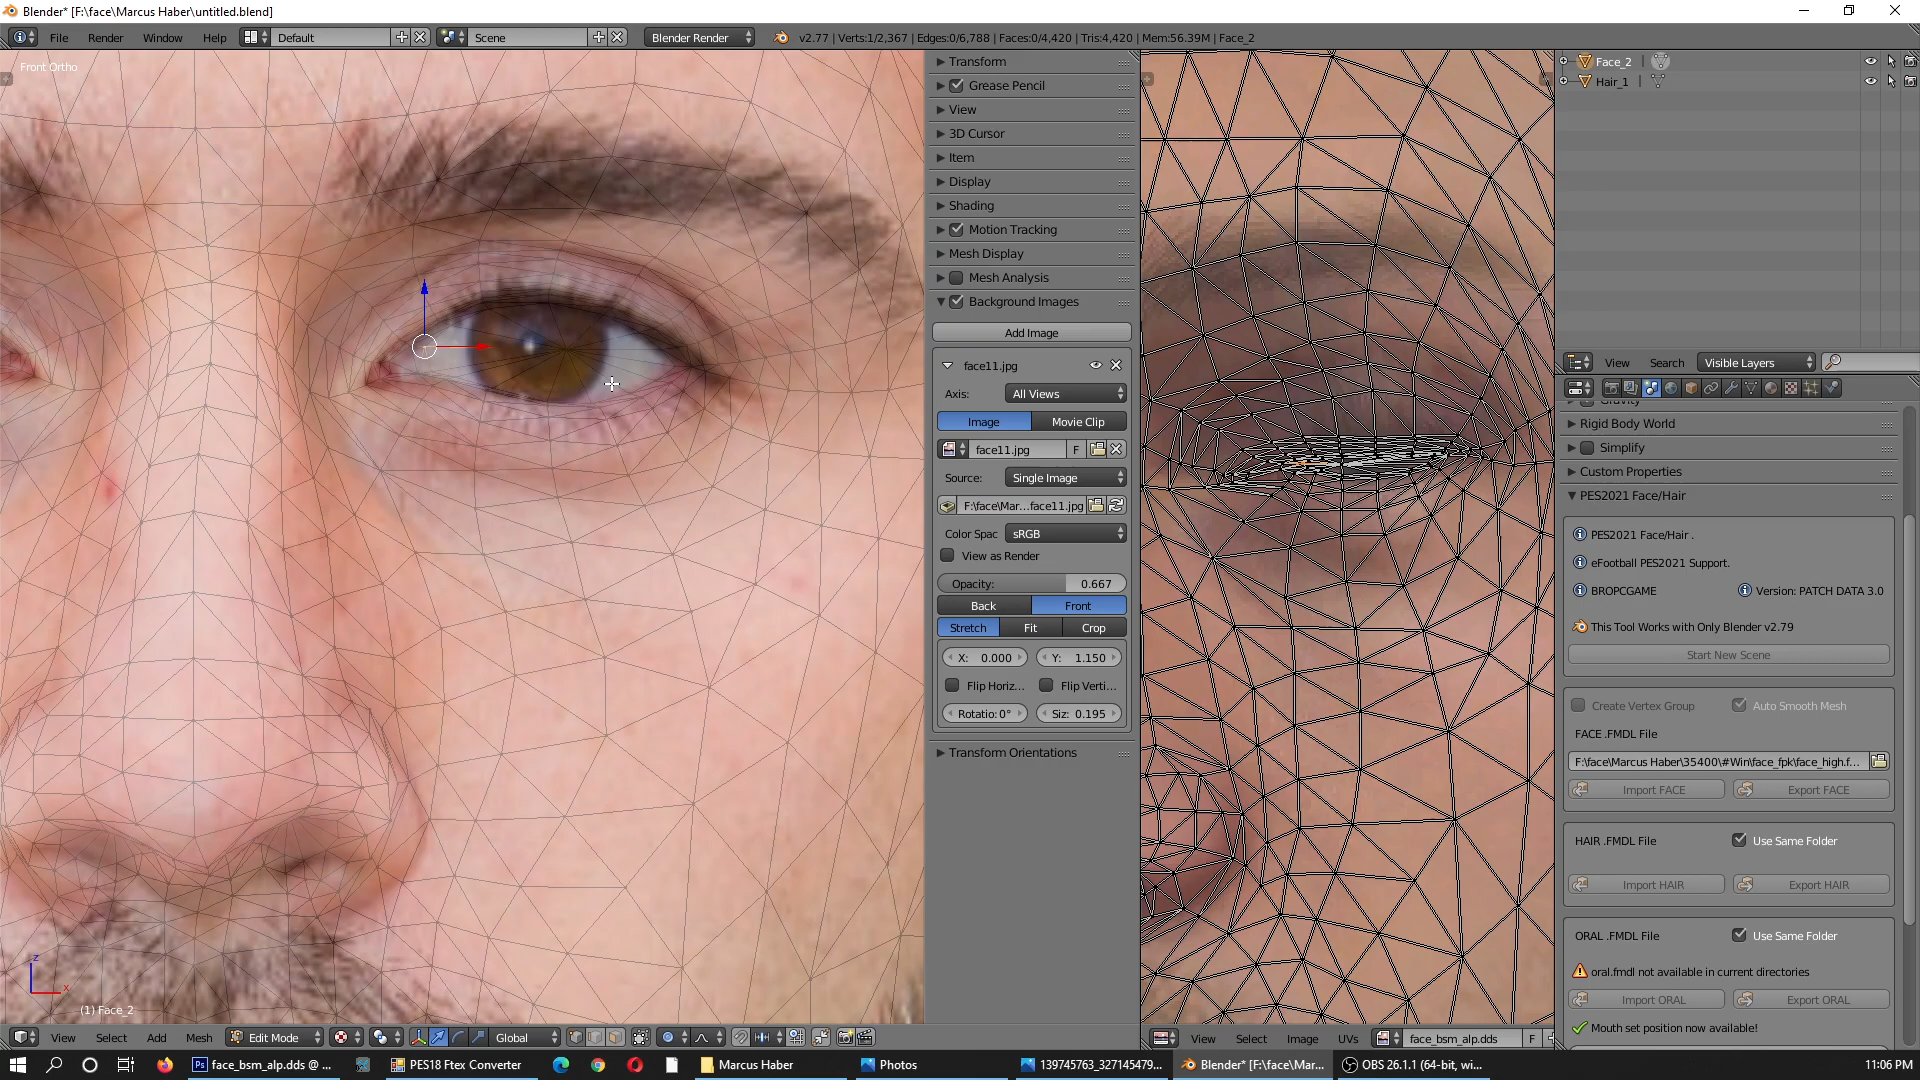 Blender* [F:\face\Marcus Haber\untitled.blend]
File Render Window Help Default Scene Blender Render v2.77 | Verts:1/2,367 | Edges:0/6,788 | Faces:0/4,420 | Tris:4,420 | Mem:56.39M | Face_2
Front Ortho
(1) Face_2
z
x
Transform
Grease Pencil
View
3D Cursor
Item
Display
Shading
Motion Tracking
Mesh Display
Mesh Analysis
Background Images
Add Image
face11.jpg
Axis: All Views
Image Movie Clip
face11.jpg F
Source: Single Image
F:\face\Mar...face11.jpg
Color Spac sRGB
View as Render
Opacity: 0.667
Back Front
Stretch Fit Crop
X: 0.000 Y: 1.150
Flip Horiz... Flip Verti...
Rotatio:0° Siz: 0.195
Transform Orientations
Face_2
Hair_1
View Search Visible Layers
Gravity
Rigid Body World
Simplify
Custom Properties
PES2021 Face/Hair
PES2021 Face/Hair .
eFootball PES2021 Support.
BROPCGAME Version: PATCH DATA 3.0
This Tool Works with Only Blender v2.79
Start New Scene
Create Vertex Group Auto Smooth Mesh
FACE .FMDL File
F:\face\Marcus Haber\35400\#Win\face_fpk\face_high.f...
Import FACE Export FACE
HAIR .FMDL File Use Same Folder
Import HAIR Export HAIR
ORAL .FMDL File Use Same Folder
oral.fmdl not available in current directories
Import ORAL Export ORAL
Mouth set position now available!
View Select Add Mesh Edit Mode Global
View Select Image UVs face_bsm_alp.dds F
Ps face_bsm_alp.dds @ ... PES18 Ftex Converter Marcus Haber Photos 139745763_327145479... Blender* [F:\face\Mar... OBS 26.1.1 (64-bit, wi... 11:06 PM